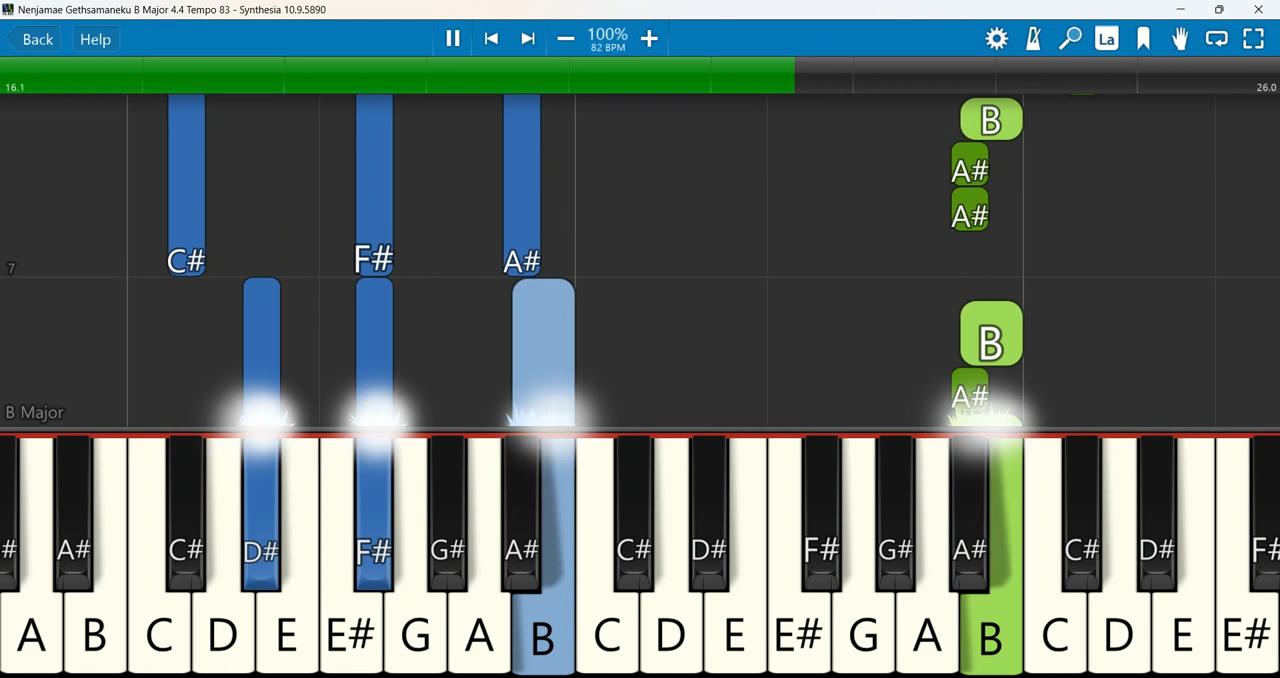 Nenjamae Gethsamaneku B Major 4.4 Tempo 83 - Synthesia 10.9.5890
Back Help 100% La
82 BPM
16.1 26.0
B
A#
A#
7 C# F# A#
B
A#
B Major
# A# C# D# F# G# A# C# D# F# G# A# C# D# F#
A B C D E E# G A B C D E E# G A B C D E E#